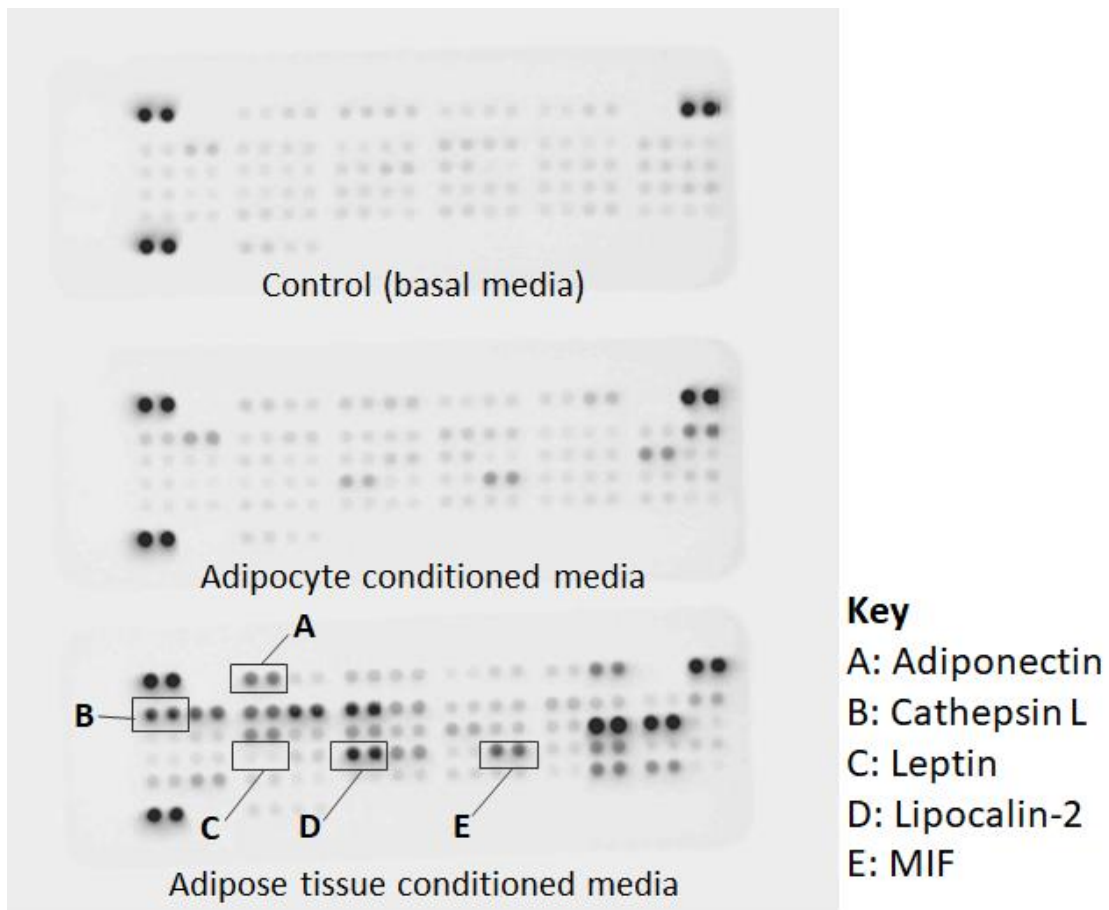 Control (basal media)
Adipocyte conditioned media
A
B
C
D
E
Adipose tissue conditioned media
Key
A: Adiponectin
B: Cathepsin L
C: Leptin
D: Lipocalin-2
E: MIF